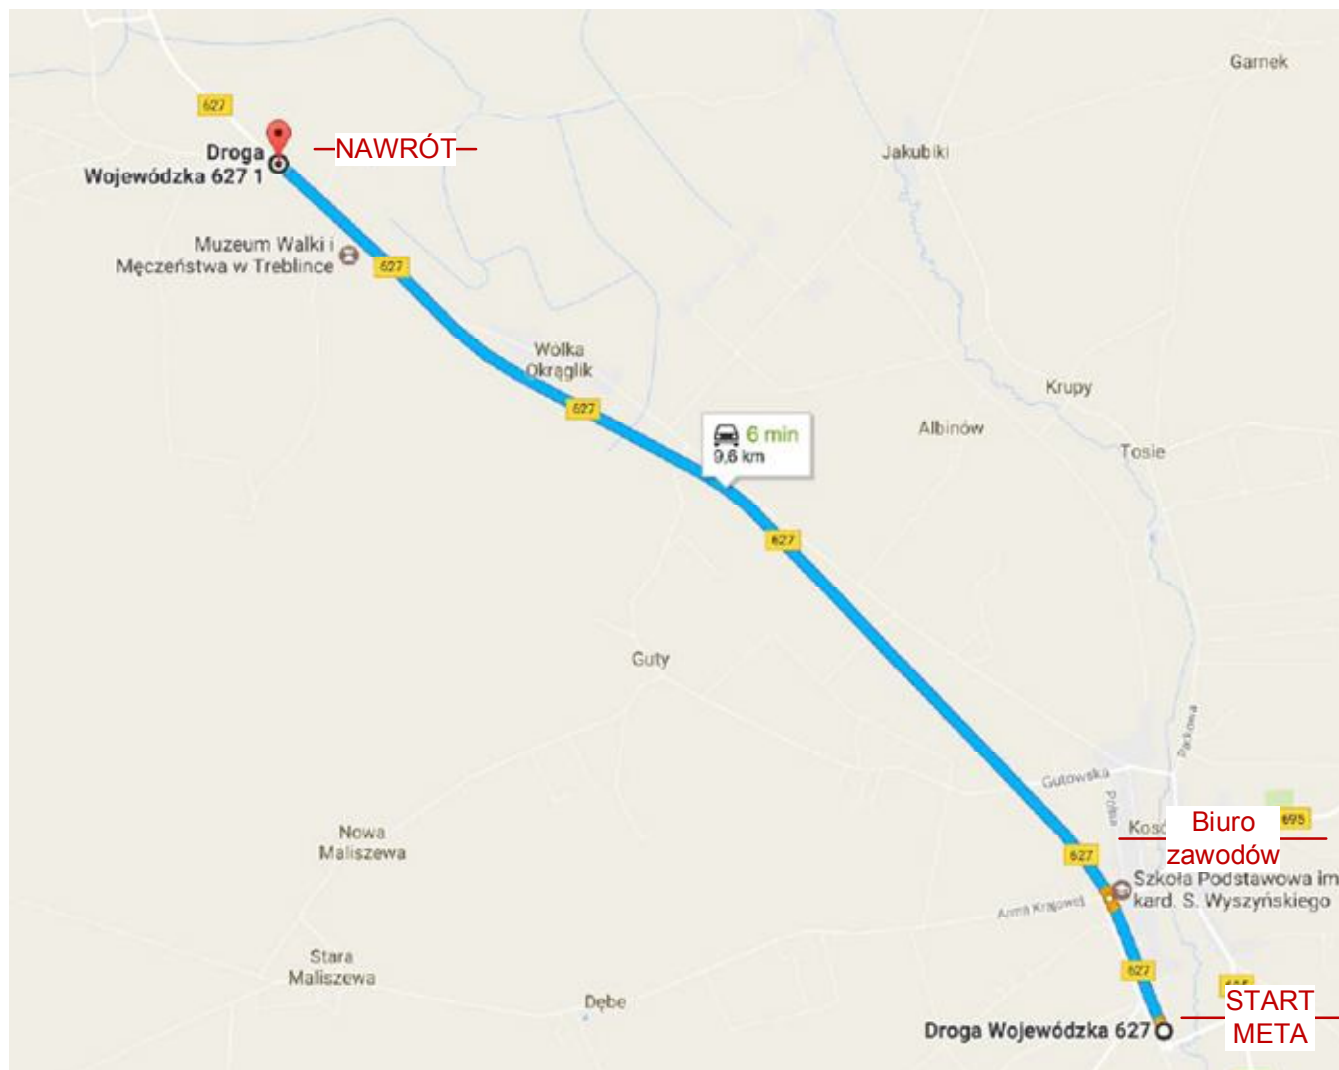 Garnek
627
Jakubiki
NAWRÓT
Droga
Wojewódzka 627 1
Muzeum Walki i
Męczeństwa w Treblince
627
Wólka
Okrąglik
627
Krupy
6 min
9,6 km
Albinów
Tosie
627
Guty
Parkowa
Gutowska
Polna
Nowa
Maliszewa
Kosó
Biuro
zawodów
695
627
Szkoła Podstawowa im
kard. S. Wyszyńskiego
Armii Krajowej
Stara
Maliszewa
627
Dębe
START
META
Droga Wojewódzka 627